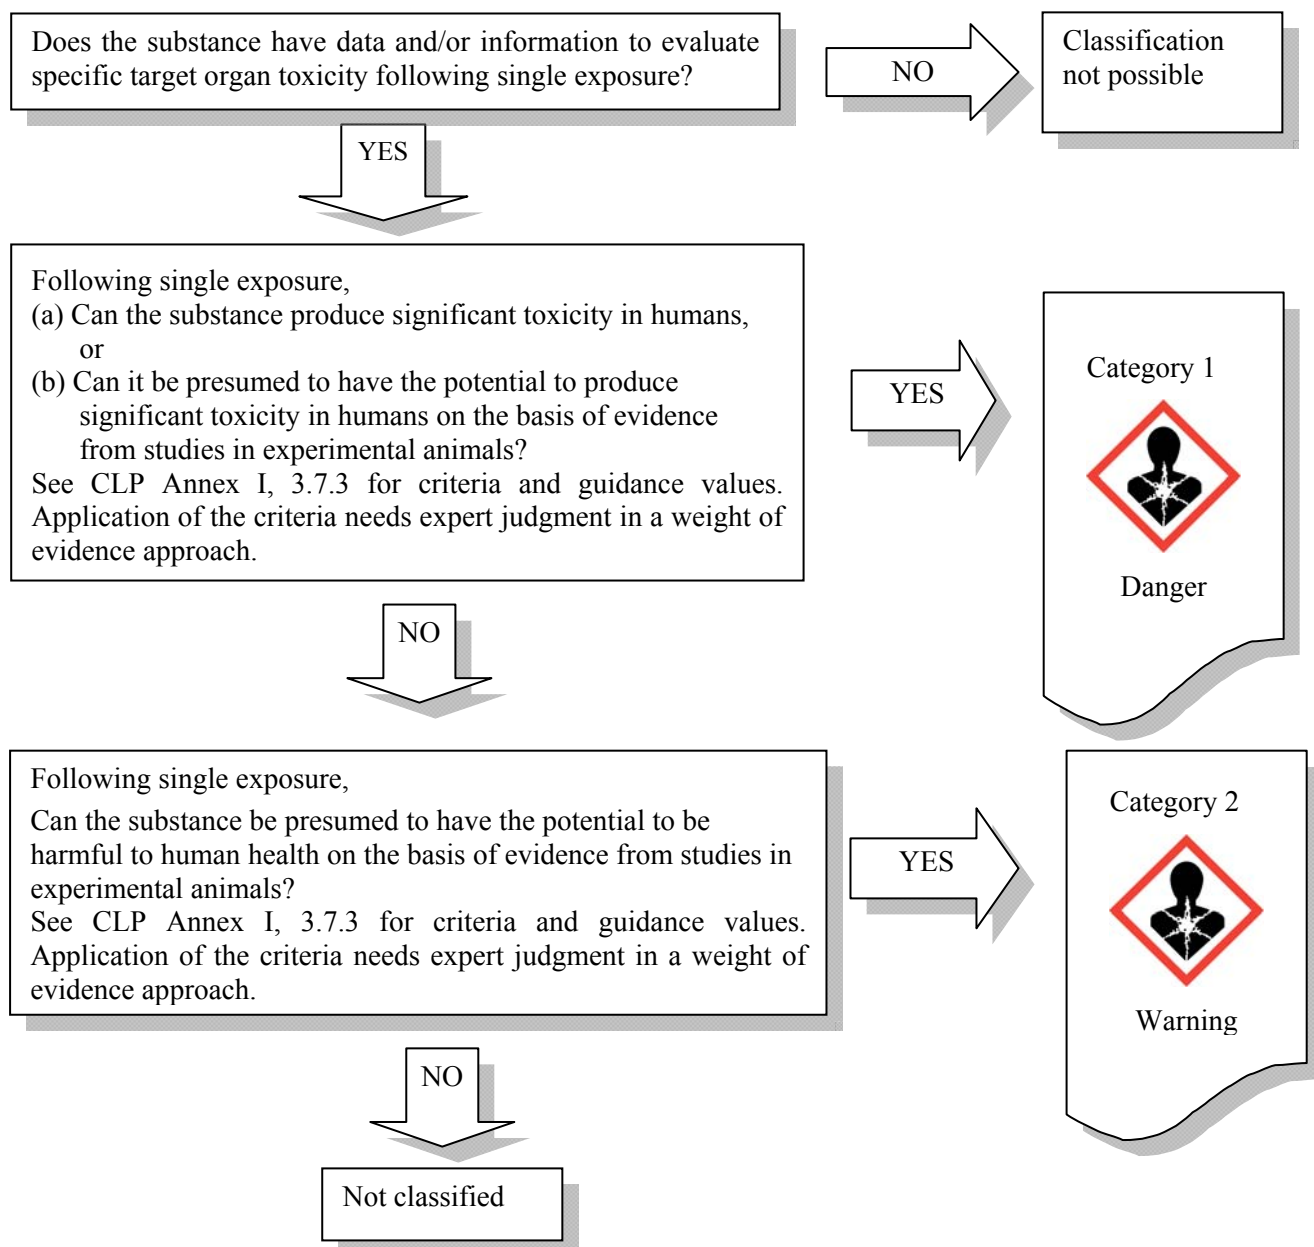 Does the substance have data and/or information to evaluate
specific target organ toxicity following single exposure?
NO
Classification
not possible
YES
Following single exposure,
(a) Can the substance produce significant toxicity in humans,
or
(b) Can it be presumed to have the potential to produce
significant toxicity in humans on the basis of evidence
from studies in experimental animals?
See CLP Annex I, 3.7.3 for criteria and guidance values.
Application of the criteria needs expert judgment in a weight of
evidence approach.
YES
Category 1
Danger
NO
Following single exposure,
Can the substance be presumed to have the potential to be
harmful to human health on the basis of evidence from studies in
experimental animals?
See CLP Annex I, 3.7.3 for criteria and guidance values.
Application of the criteria needs expert judgment in a weight of
evidence approach.
YES
Category 2
Warning
NO
Not classified